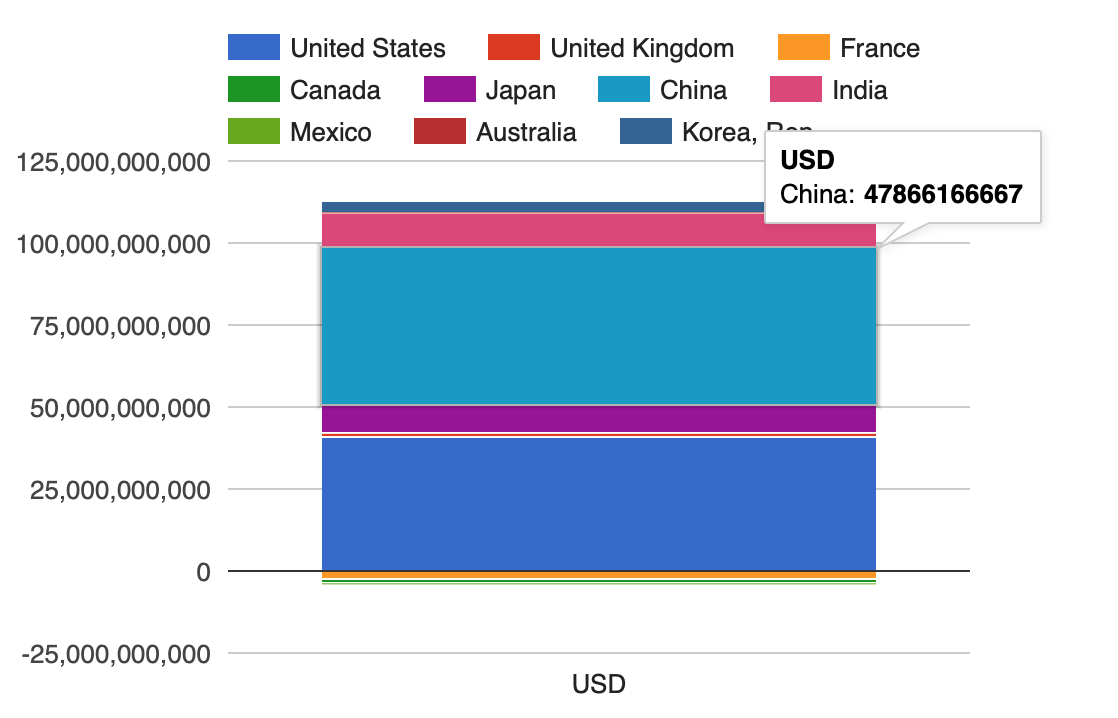 United States United Kingdom France
Canada Japan China India
Mexico Australia Korea, Rep
125,000,000,000
USD
China: 47866166667
100,000,000,000
75,000,000,000
50,000,000,000
25,000,000,000
0
-25,000,000,000
USD